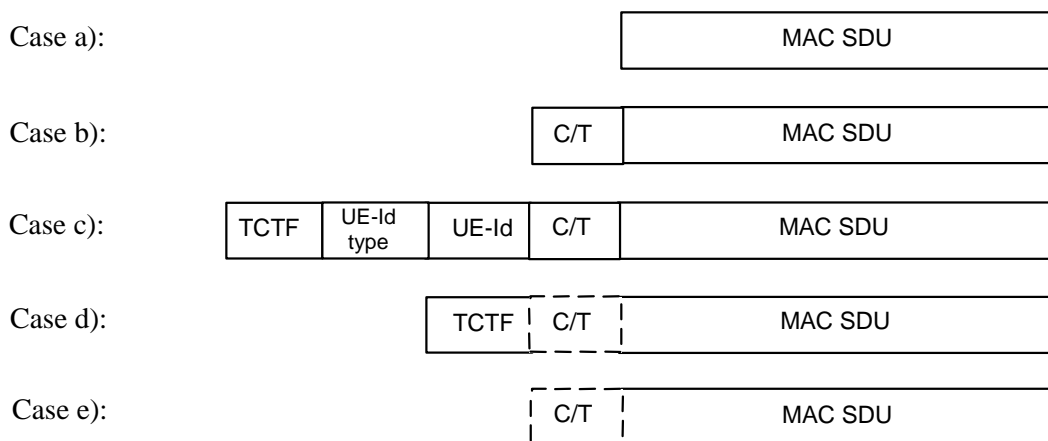 Case a): MAC SDU
Case b): C/T MAC SDU
Case c): TCTF UE-Id type UE-Id C/T MAC SDU
Case d): TCTF C/T MAC SDU
Case e): C/T MAC SDU